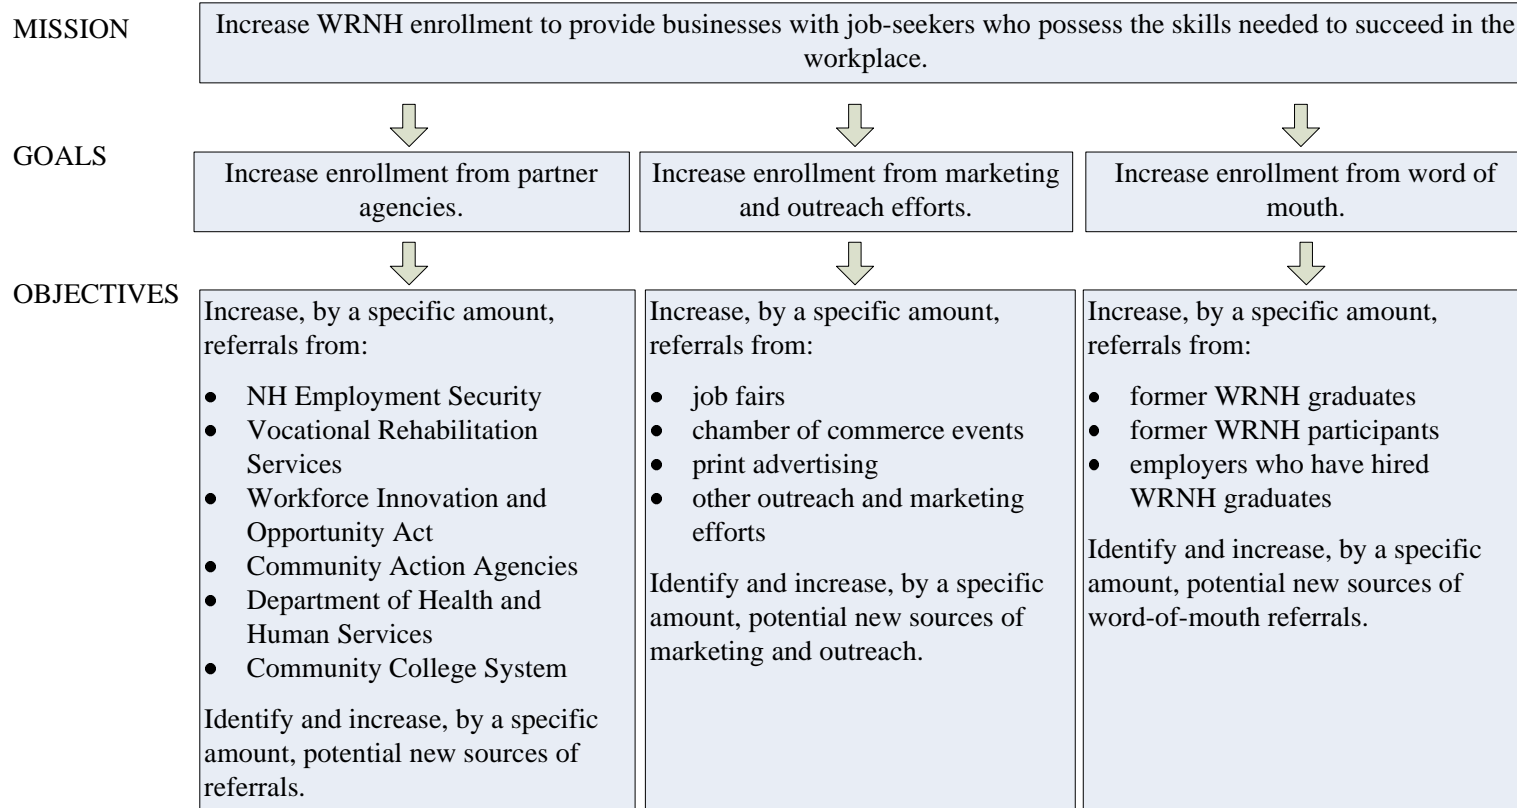 MISSION
Increase WRNH enrollment to provide businesses with job-seekers who possess the skills needed to succeed in the
workplace.
GOALS
Increase enrollment from partner
agencies.
Increase enrollment from marketing
and outreach efforts.
Increase enrollment from word of
mouth.
OBJECTIVES
Increase, by a specific amount,
referrals from:
• NH Employment Security
• Vocational Rehabilitation
Services
• Workforce Innovation and
Opportunity Act
• Community Action Agencies
• Department of Health and
Human Services
• Community College System
Identify and increase, by a specific
amount, potential new sources of
referrals.
Increase, by a specific amount,
referrals from:
• job fairs
• chamber of commerce events
• print advertising
• other outreach and marketing
efforts
Identify and increase, by a specific
amount, potential new sources of
marketing and outreach.
Increase, by a specific amount,
referrals from:
• former WRNH graduates
• former WRNH participants
• employers who have hired
WRNH graduates
Identify and increase, by a specific
amount, potential new sources of
word-of-mouth referrals.